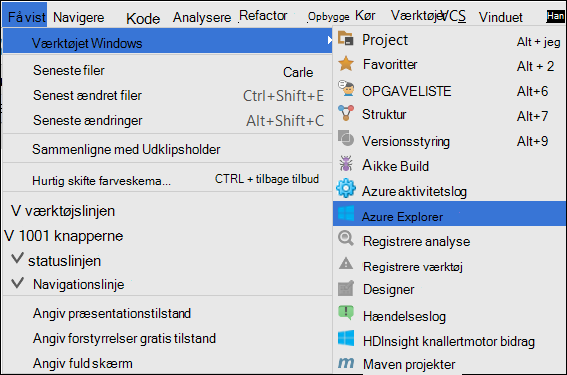 Få vist Navigere Kode Analysere Refactor Opbygge Kør Værktøjet VCS Vinduet Han
Værktøjet Windows
Seneste filer Carle
Senest ændret filer Ctrl+Shift+E
Seneste ændringer Alt+Shift+C
Sammenligne med Udklipsholder
Hurtig skifte farveskema... CTRL + tilbage tilbud
V værktøjslinjen
V 1001 knapperne
statuslinjen
Navigationslinje
Angiv præsentationstilstand
Angiv forstyrrelser gratis tilstand
Angiv fuld skærm
Project Alt + jeg
Favoritter Alt + 2
OPGAVELISTE Alt+6
Struktur Alt+7
Versionsstyring Alt+9
Aikke Build
Azure aktivitetslog
Azure Explorer
Registrere analyse
Registrere værktøj
Designer
Hændelseslog
HDInsight knallertmotor bidrag
Maven projekter